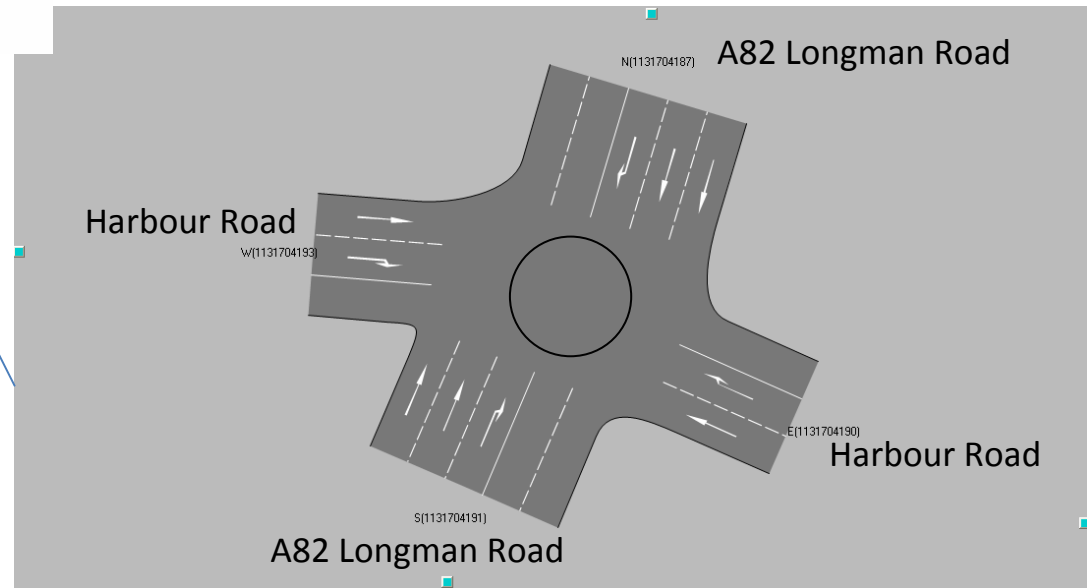 N(1131704187)
A82 Longman Road
Harbour Road
W(1131704193)
E(1131704190)
Harbour Road
S(1131704191)
A82 Longman Road